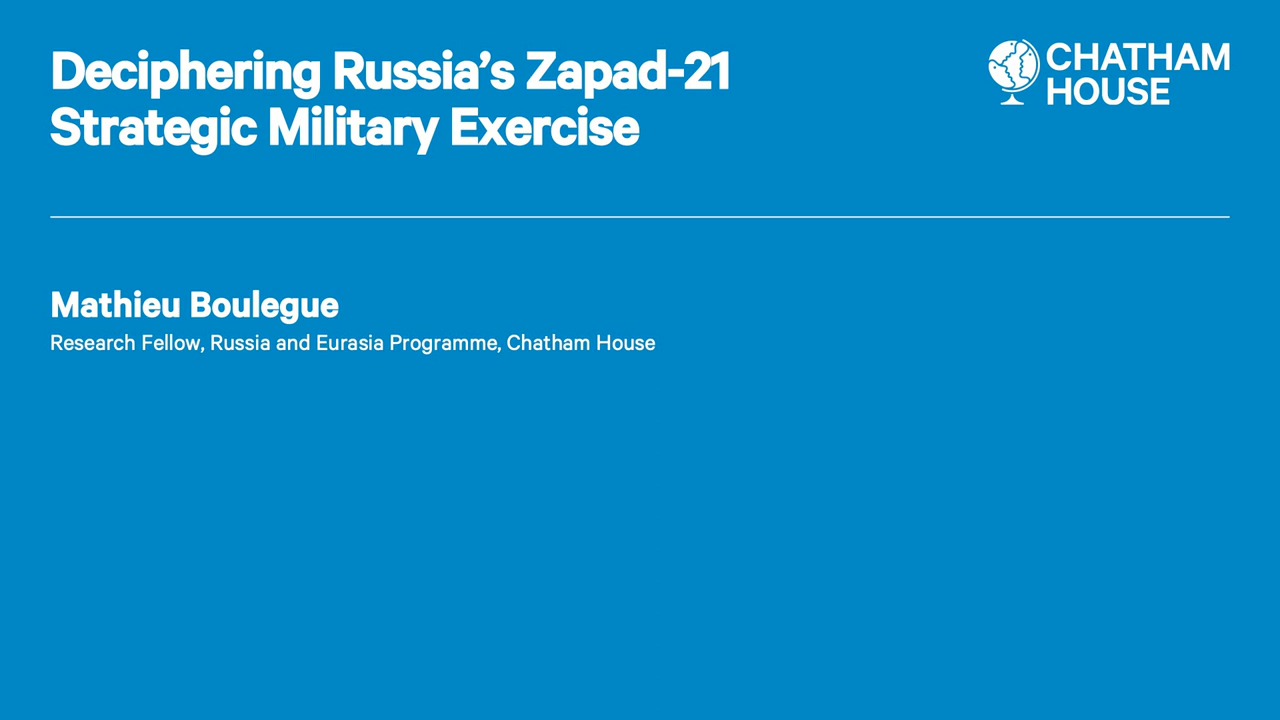 Deciphering Russia’s Zapad-21
Strategic Military Exercise
CHATHAM
HOUSE
Mathieu Boulegue
Research Fellow, Russia and Eurasia Programme, Chatham House